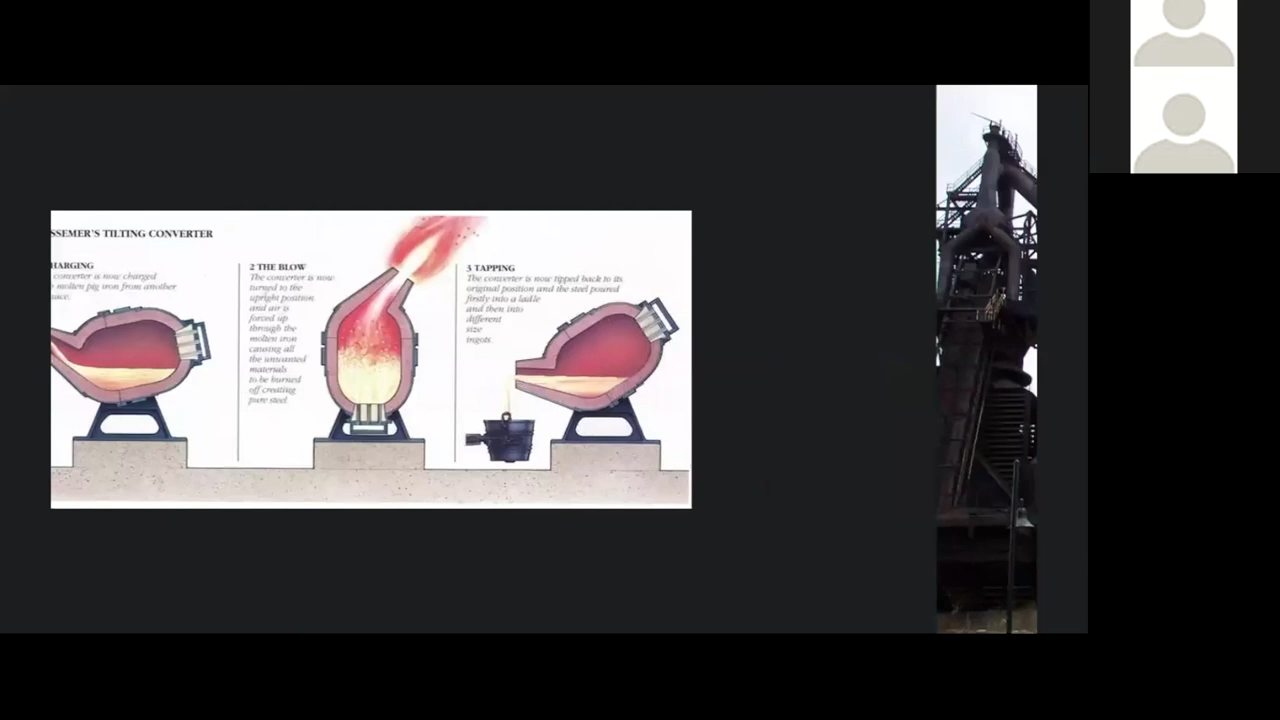 SSEMER'S TILTING CONVERTER
HARGING
converter is now charged
molten pig iron from another
ace.
2 THE BLOW
The converter is now
turned to the
upright position
and air is
forced up
through the
molten iron
causing all
the unwanted
materials
to be burned
off creating
pure steel
3 TAPPING
The converter is now tipped back to its
original position and the steel poured
firstly into a ladle
and then into
different
size
ingots.